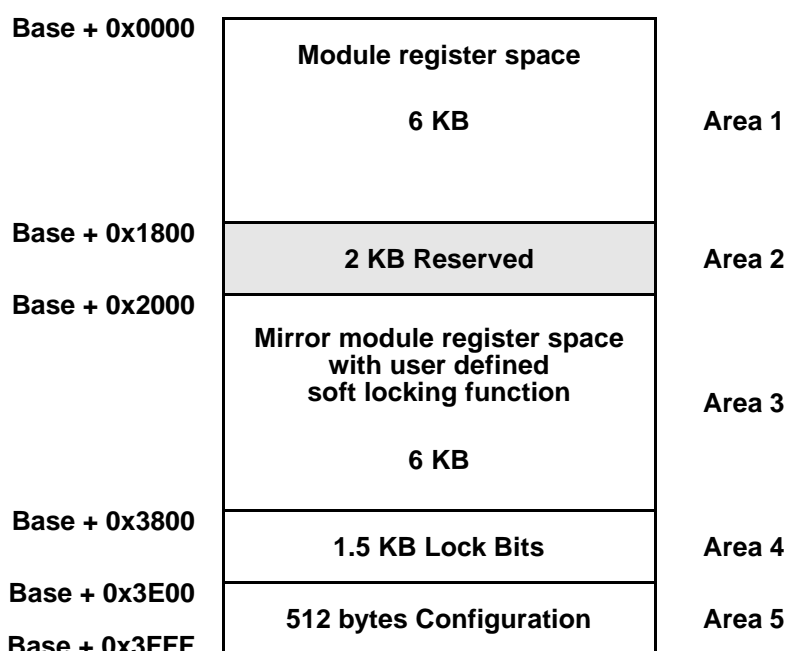 Base + 0x0000
Module register space
6 KB
Area 1
Base + 0x1800
2 KB Reserved
Area 2
Base + 0x2000
Mirror module register space
with user defined
soft locking function
Area 3
6 KB
Base + 0x3800
1.5 KB Lock Bits
Area 4
Base + 0x3E00
512 bytes Configuration
Area 5
Base + 0x3FFF